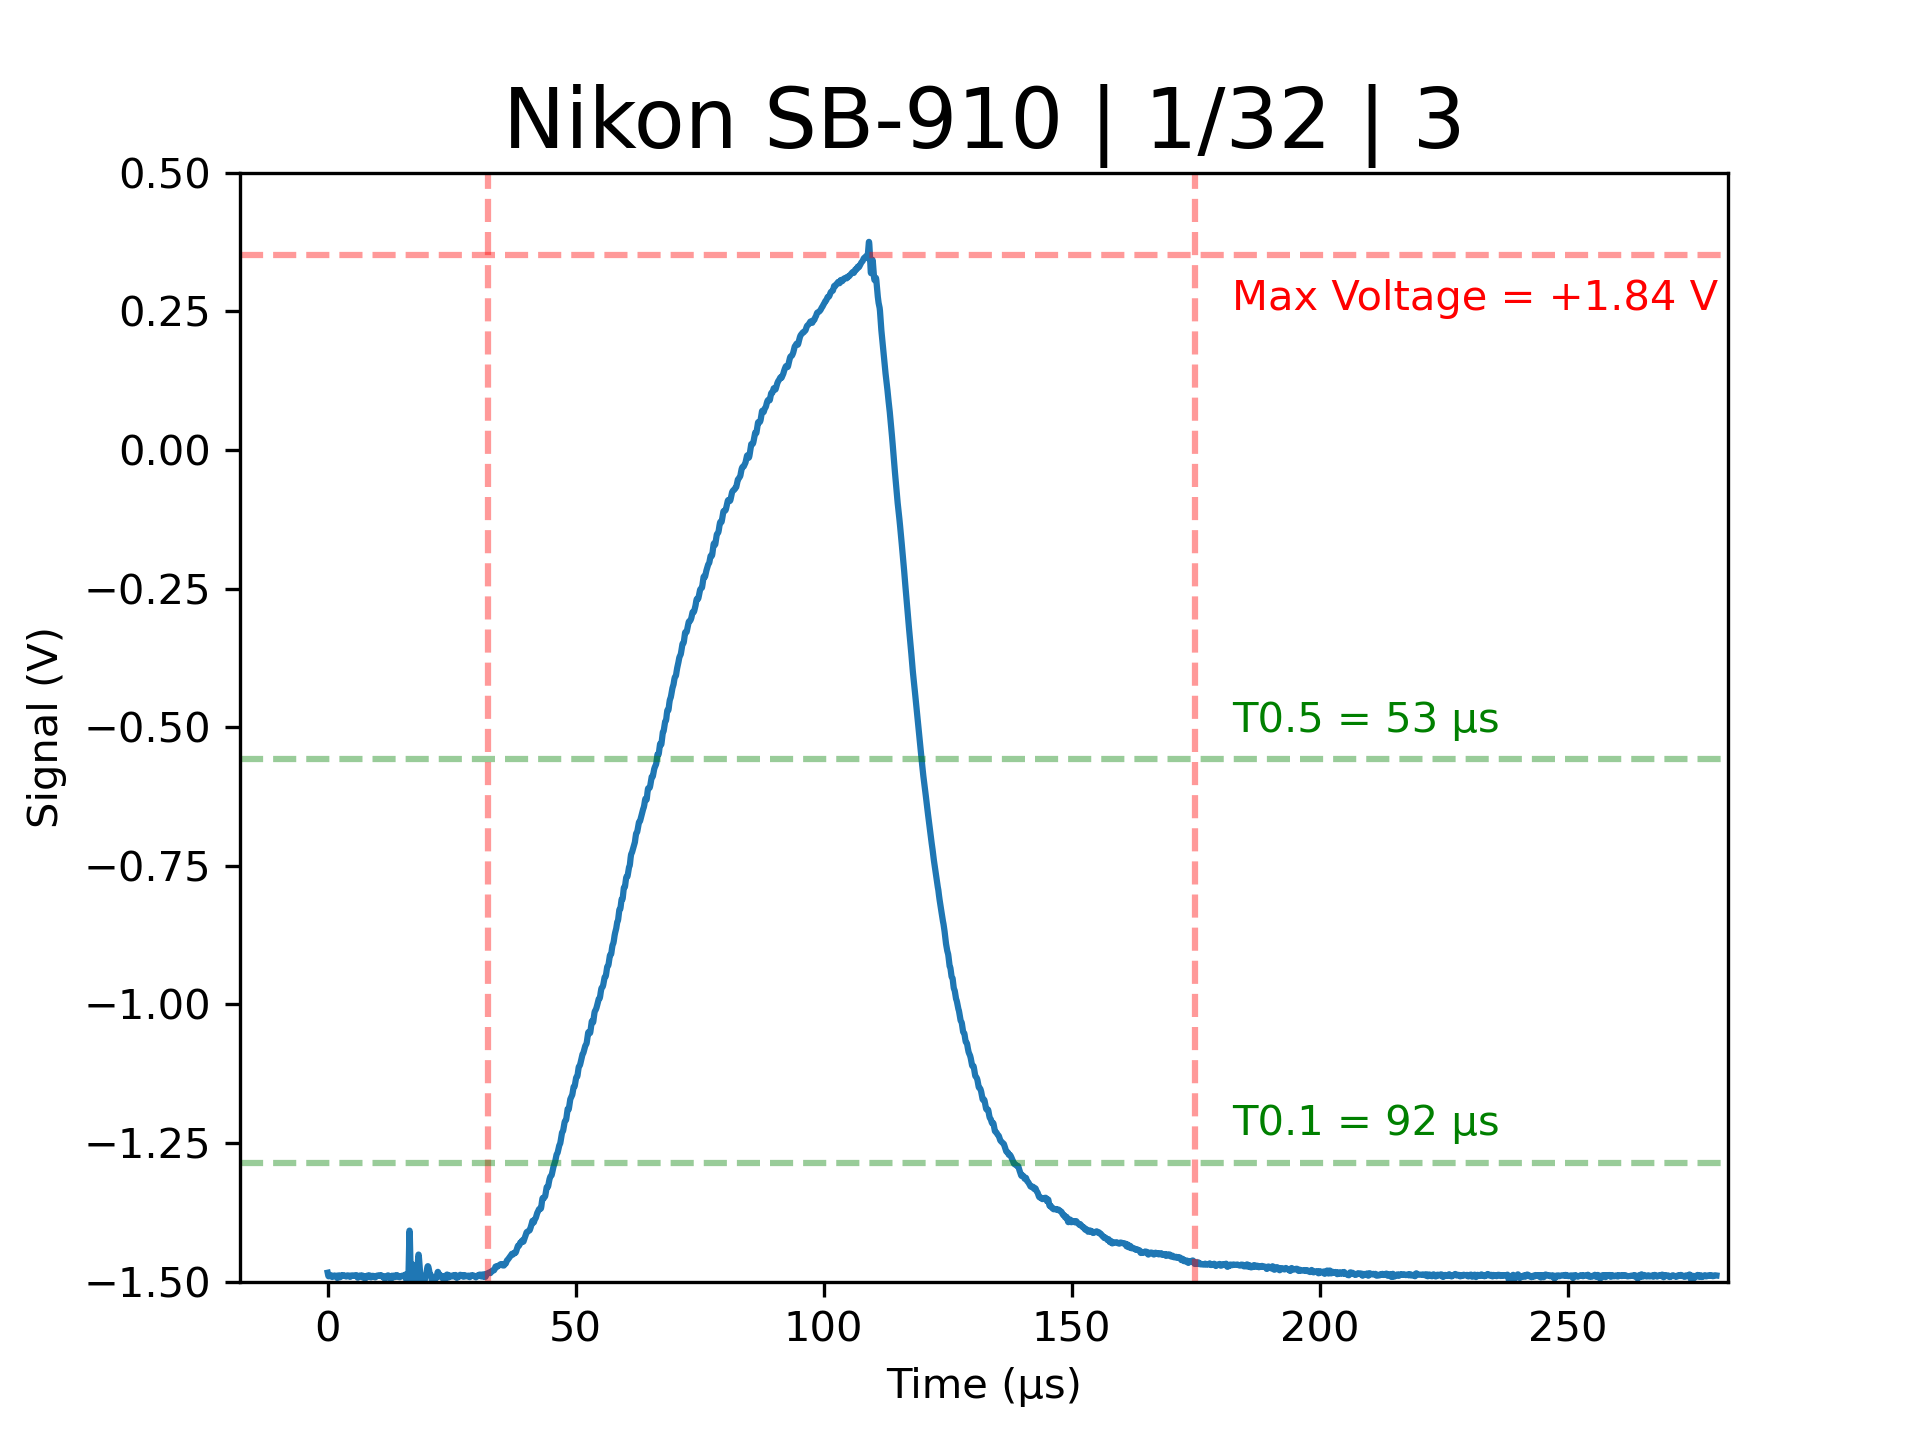 Nikon SB-910 | 1/32 | 3
0.50
0.25
0.00
−0.25
−0.50
−0.75
−1.00
−1.25
−1.50
Signal (V)
Max Voltage = +1.84 V
T0.5 = 53 µs
T0.1 = 92 µs
0 50 100 150 200 250
Time (µs)